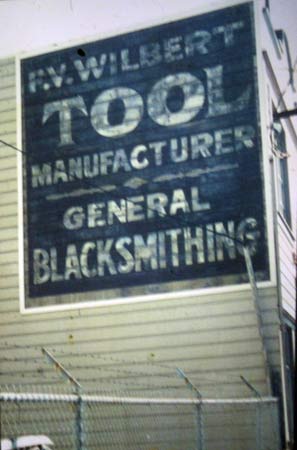 F.V. WILBERT
TOOL
MANUFACTURER
GENERAL
BLACKSMITHING